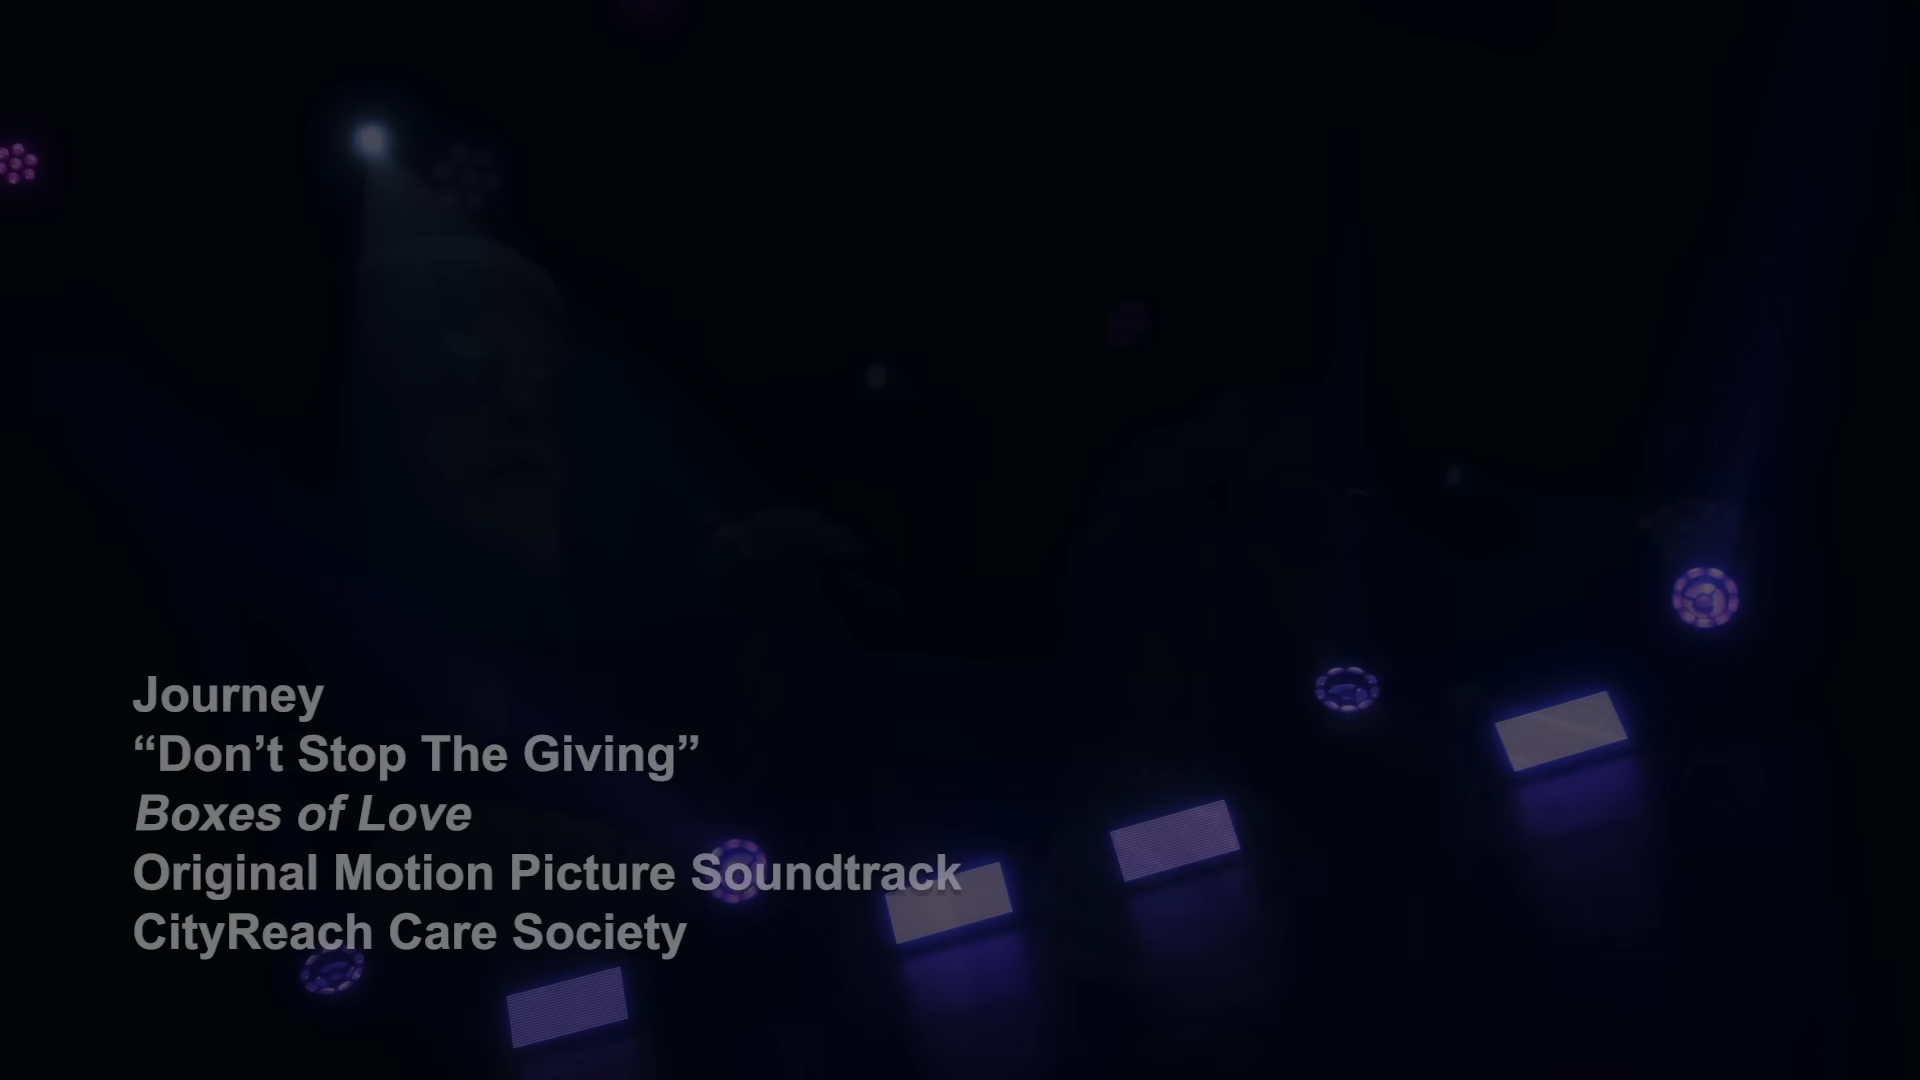 Journey
“Don’t Stop The Giving”
Boxes of Love
Original Motion Picture Soundtrack
CityReach Care Society